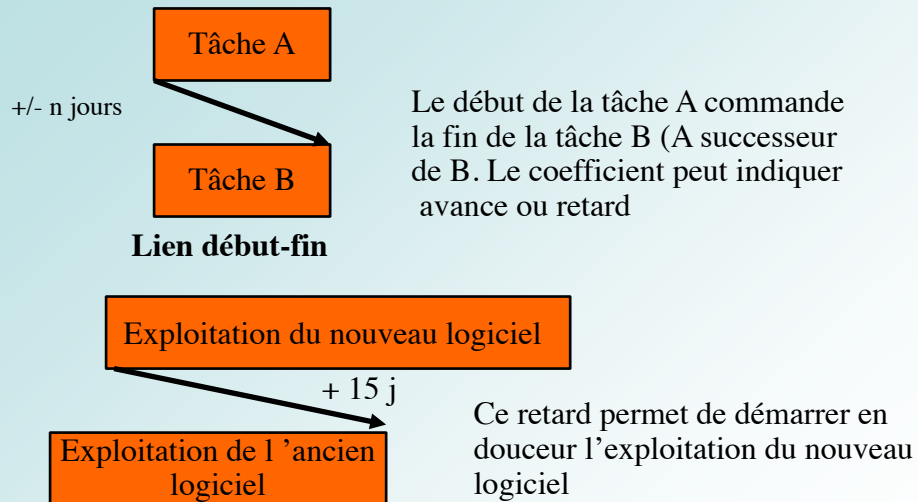 Tâche A
+/- n jours
Le début de la tâche A commande
la fin de la tâche B (A successeur
de B. Le coefficient peut indiquer
avance ou retard
Tâche B
Lien début-fin
Exploitation du nouveau logiciel
+ 15 j
Ce retard permet de démarrer en
douceur l’exploitation du nouveau
logiciel
Exploitation de l ’ancien
logiciel